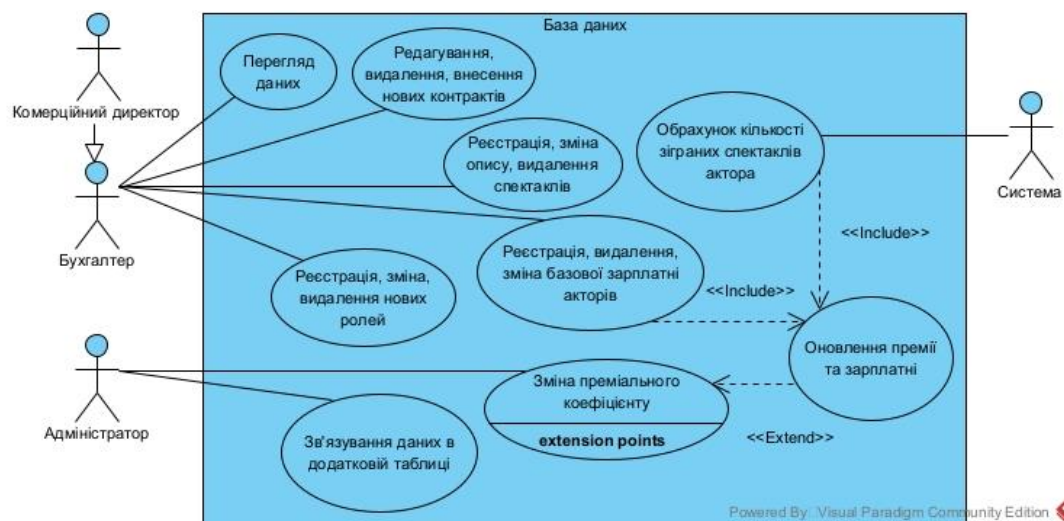 База даних
Комерційний директор
Перегляд
даних
Редагування,
видалення, внесення
нових контрактів
Обрахунок кількості
зіграних спектаклів
актора
Система
Реєстрація, зміна
опису, видалення
спектаклів
Бухгалтер
<<Include>>
Реєстрація, видалення,
зміна базової зарплатні
акторів
Реєстрація, зміна,
видалення нових
ролей
<<Include>>
Оновлення премії
та зарплатні
Зміна преміального
коефіцієнту
extension points
<<Extend>>
Адміністратор
Зв'язування даних в
додатковій таблиці
Powered By: Visual Paradigm Community Edition